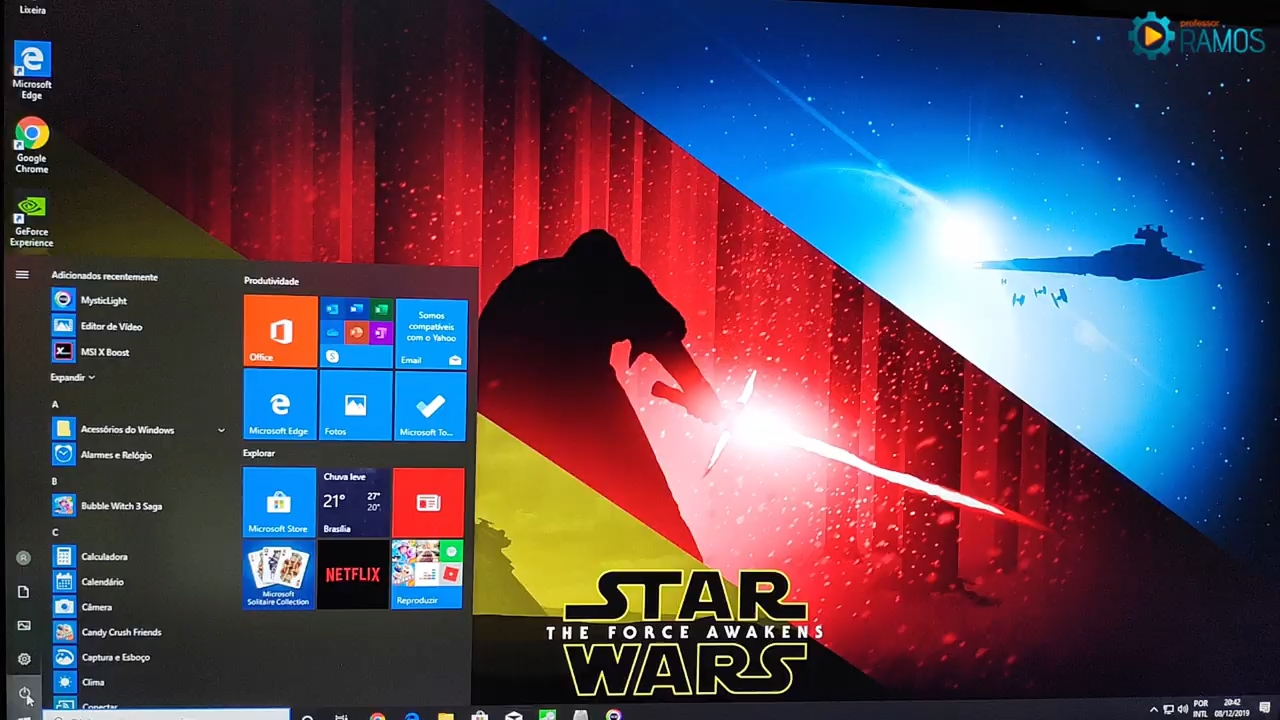 Lixeira
professor
RAMOS
Microsoft
Edge
Google
Chrome
GeForce
Experience
Adicionados recentemente
MysticLight
Editor de Vídeo
MSI X Boost
Expandir
A
Acessórios do Windows
Alarmes e Relógio
B
Bubble Witch 3 Saga
C
Calculadora
Calendário
Câmera
Candy Crush Friends
Captura e Esboço
Clima
Conectar
Produtividade
Office
Somos
compatíveis
com o Yahoo
Email
Microsoft Edge
Fotos
Microsoft To...
Explorar
Microsoft Store
Chuva leve
21°
27°
20°
Brasília
Microsoft
Solitaire Collection
NETFLIX
Reproduzir
STAR
THE FORCE AWAKENS
WARS
POR
INTL
20:42
08/12/2019